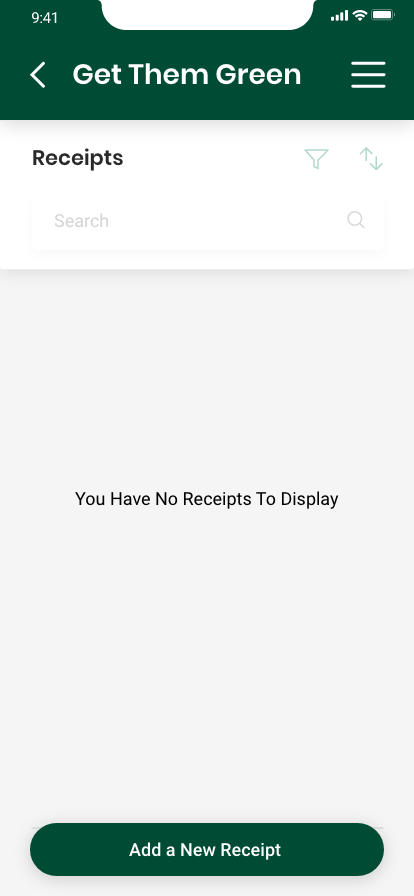 9:41
Get Them Green
Receipts
Search
You Have No Receipts To Display
Add a New Receipt